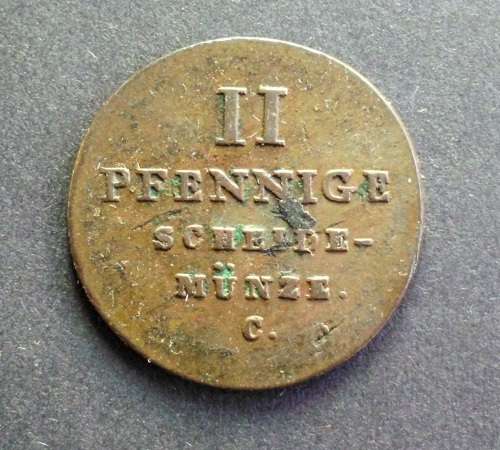 II
PFENNIGE
SCHEIDE-
MÜNZE.
C.